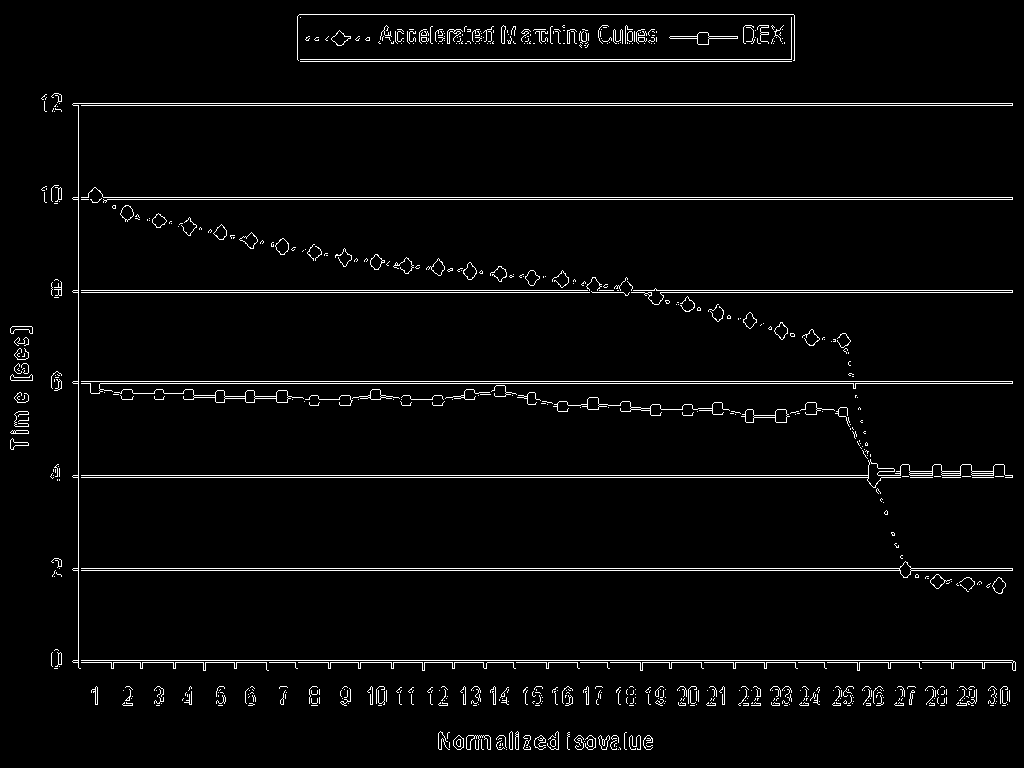 Accelerated Marching Cubes DEX
12
10
8
6
4
2
0
Time [sec]
1 2 3 4 5 6 7 8 9 10 11 12 13 14 15 16 17 18 19 20 21 22 23 24 25 26 27 28 29 30
Normalized Isovalue